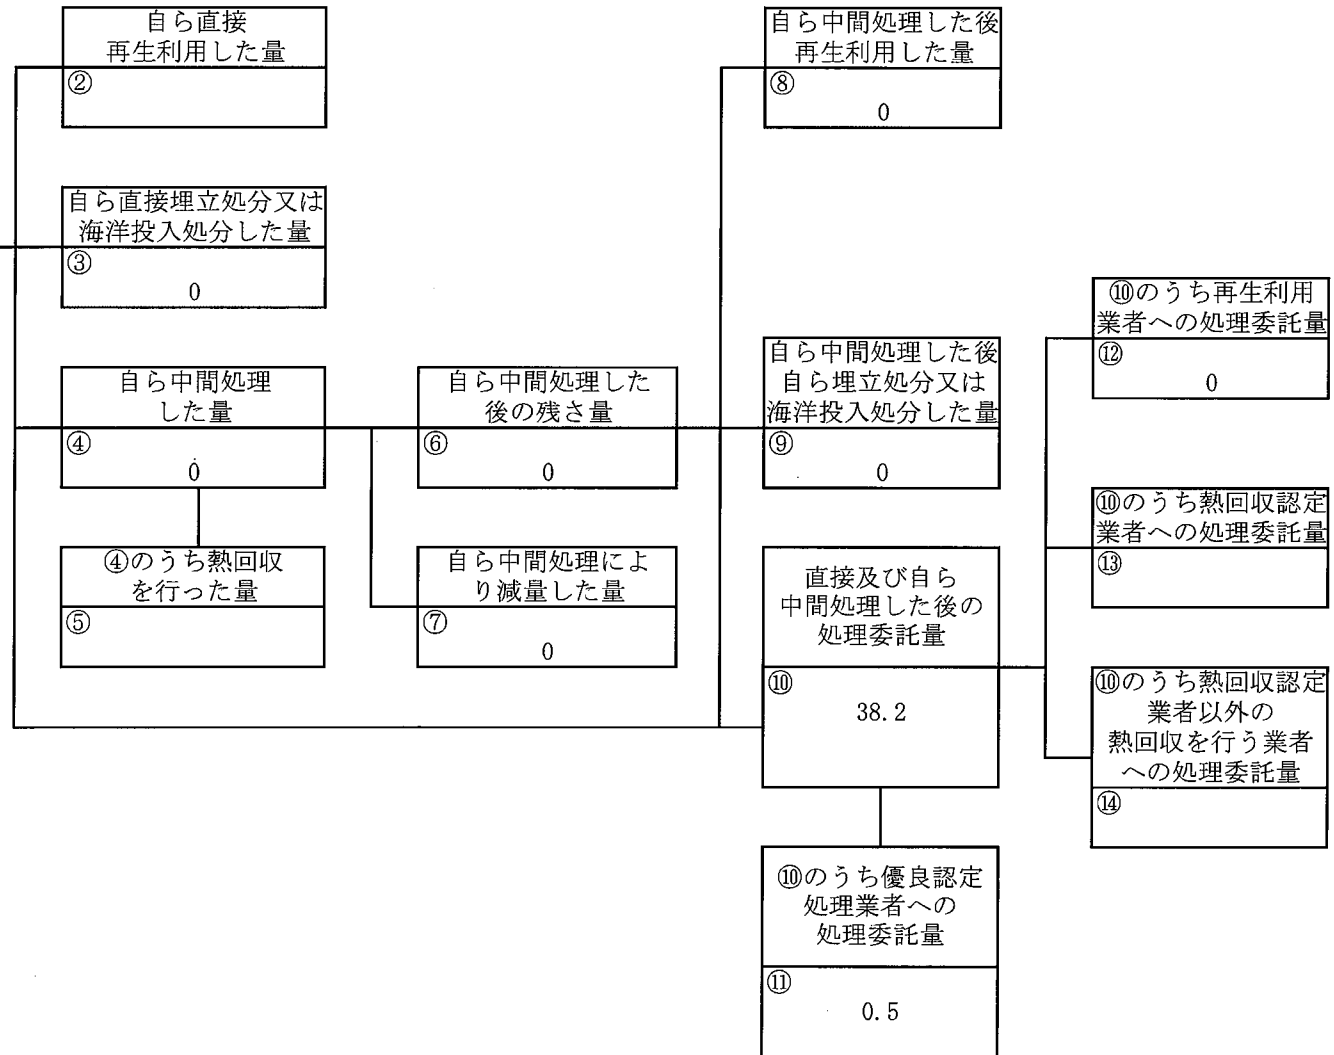 自ら直接
再生利用した量
②
自ら直接埋立処分又は
海洋投入処分した量
③
0
自ら中間処理
した量
④
0
④のうち熱回収
を行った量
⑤
自ら中間処理した
後の残さ量
⑥
0
自ら中間処理によ
り減量した量
⑦
0
自ら中間処理した後
再生利用した量
⑧
0
自ら中間処理した後
自ら埋立処分又は
海洋投入処分した量
⑨
0
直接及び自ら
中間処理した後の
処理委託量
⑩
38.2
⑩のうち優良認定
処理業者への
処理委託量
⑪
0.5
⑩のうち再生利用
業者への処理委託量
⑫
0
⑩のうち熱回収認定
業者への処理委託量
⑬
⑩のうち熱回収認定
業者以外の
熱回収を行う業者
への処理委託量
⑭